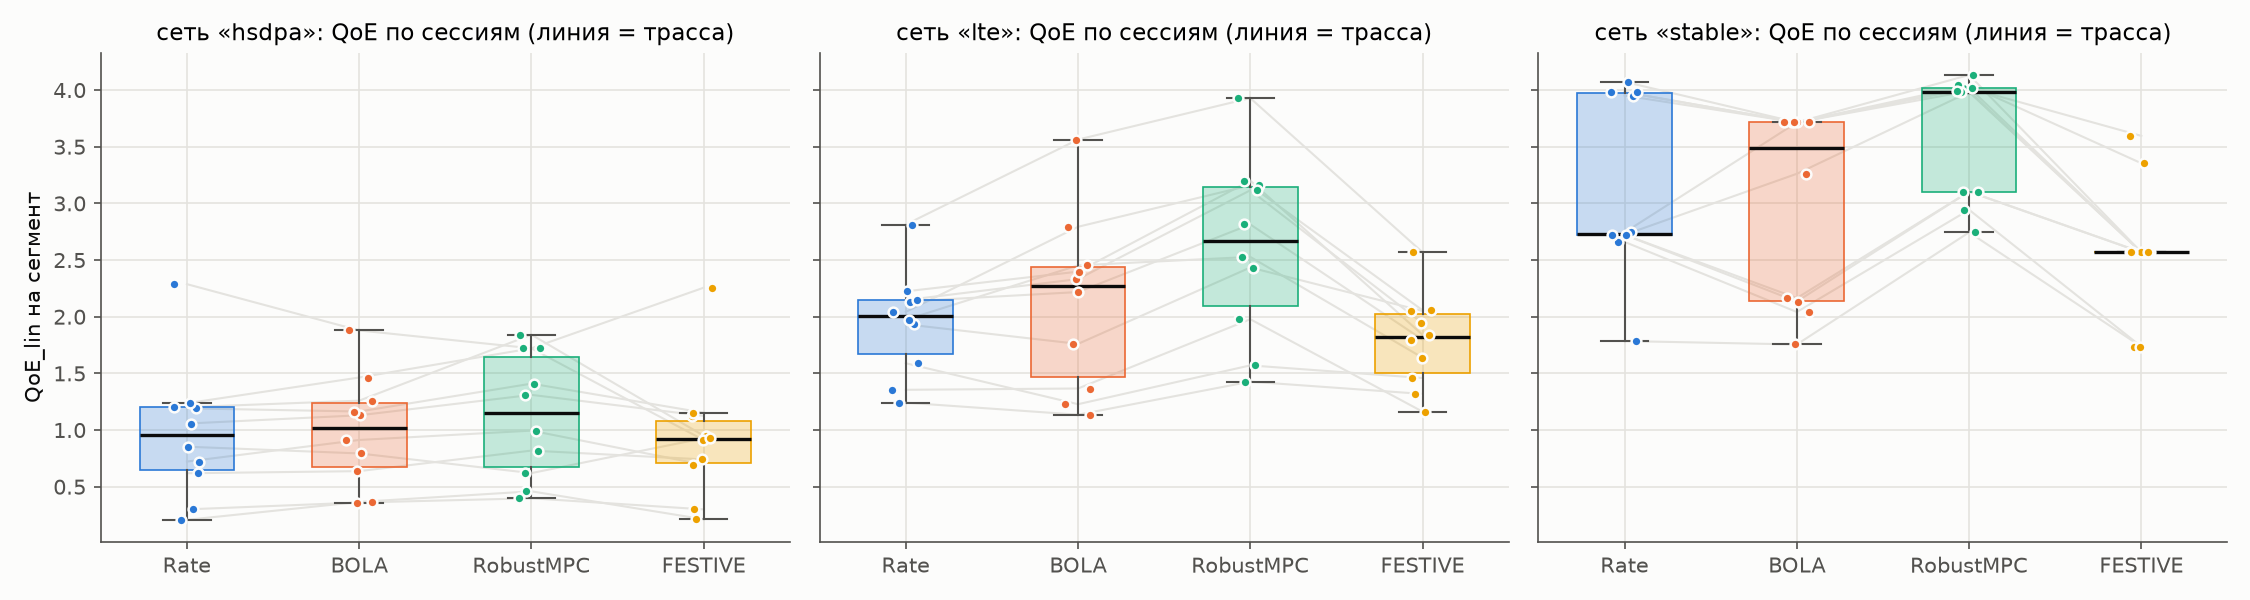 сеть «hsdpa»: QoE по сессиям (линия = трасса)
сеть «lte»: QoE по сессиям (линия = трасса)
сеть «stable»: QoE по сессиям (линия = трасса)
QoE_lin на сегмент
4.0
3.5
3.0
2.5
2.0
1.5
1.0
0.5
Rate BOLA RobustMPC FESTIVE
Rate BOLA RobustMPC FESTIVE
Rate BOLA RobustMPC FESTIVE